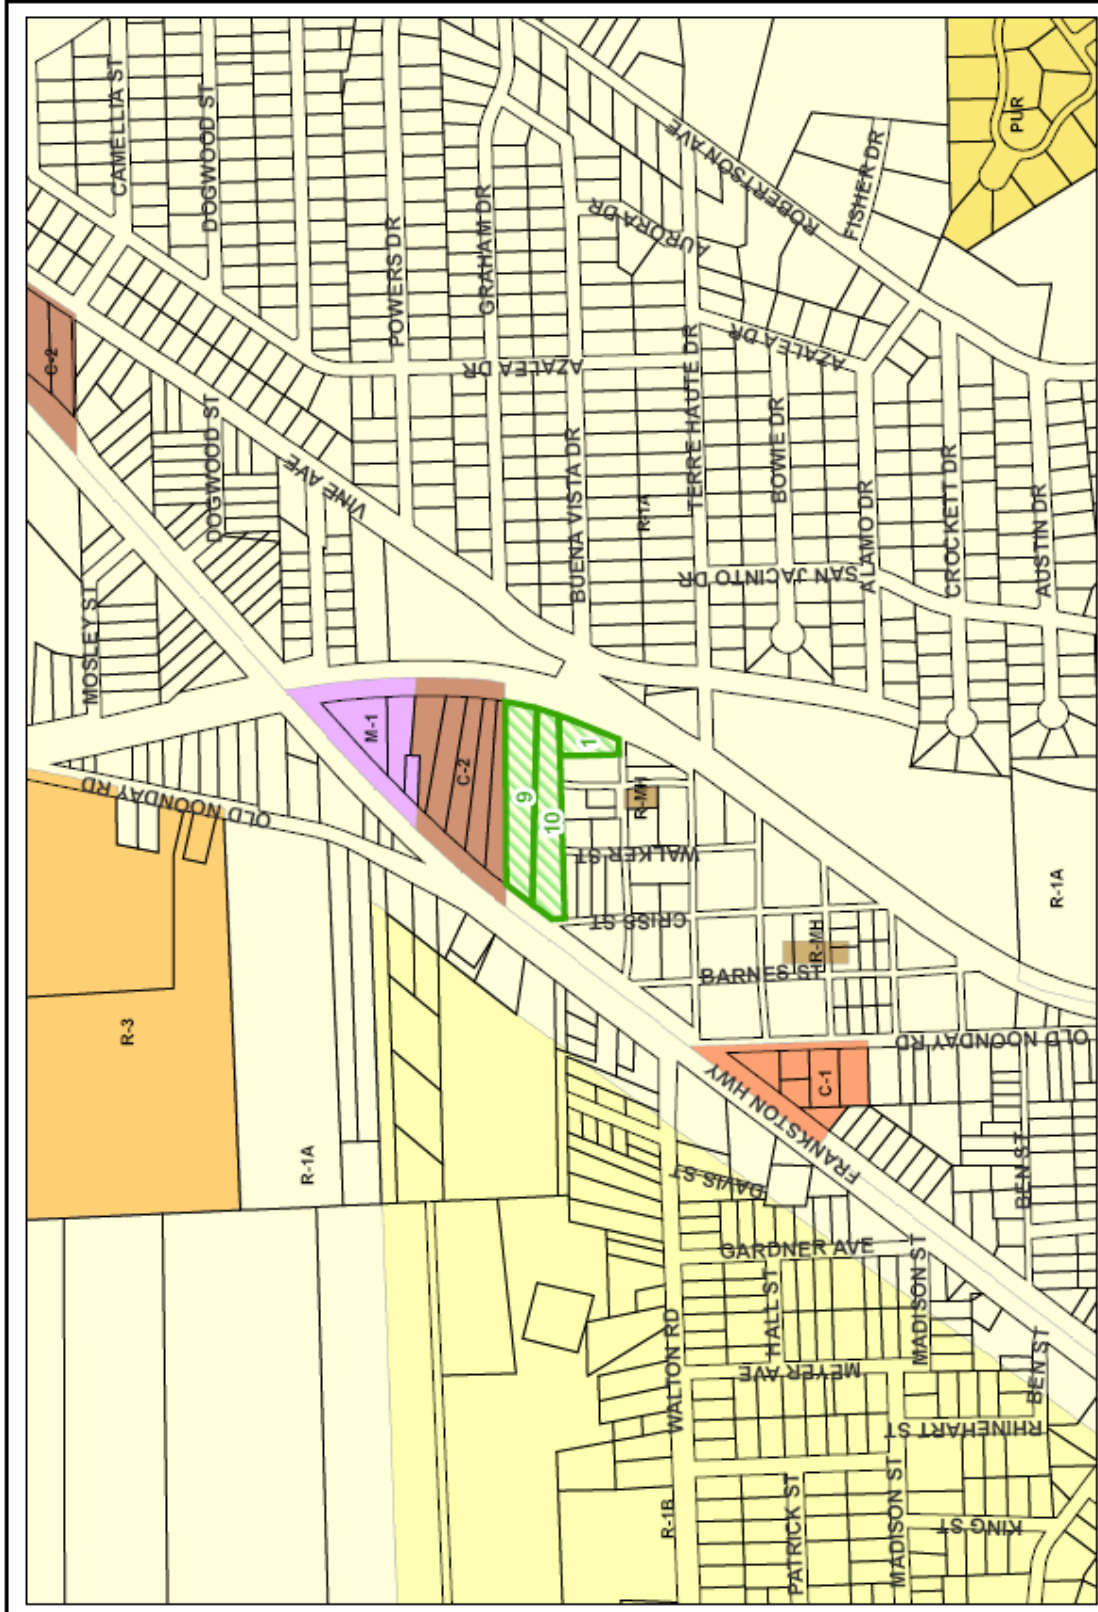 CAMELLIA ST
DOGWOOD ST
PUR
ROBERTSON AVE
FISHER DR
POWERS DR
GRAHAM DR
AURORA DR
C-2
AZALEA DR
AZALEA DR
TERRE HAUTE DR
DOGWOOD ST
VINE AVE
BUENA VISTA DR
R-1A
BOWIE DR
ALAMO DR
CROCKETT DR
AUSTIN DR
SAN JACINTO DR
MOSLEY ST
M-1
C-2
1
OLD NOONDAY RD
9
10
R-MH
WALKER ST
CRISS ST
R-1A
R-MH
BARNES ST
R-3
OLD NOONDAY RD
C-1
FRANKSTON HWY
R-1A
DAVIS ST
BEN ST
GARDNER AVE
MADISON ST
HALL ST
WALTON RD
MEYER AVE
BEN ST
RHINEHART ST
R-1B
PATRICK ST
MADISON ST
KING ST